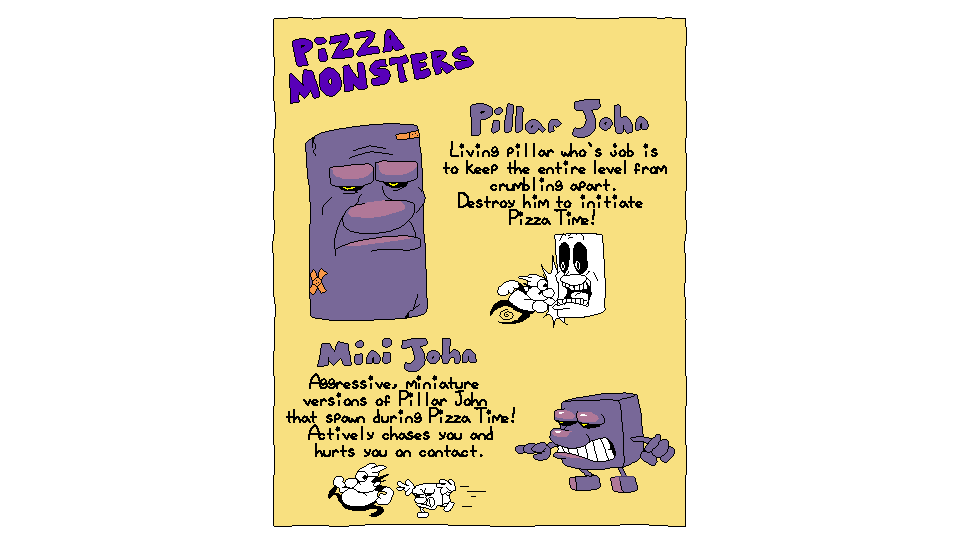 PiZZA
MONSTERS
Pillar John
Living pillar who's job is
to keep the entire level from
crumbling apart.
Destroy him to initiate
Pizza Time!
Mini John
Aggressive, miniature
versions of Pillar John
that spawn during Pizza Time!
Actively chases you and
hurts you on contact.